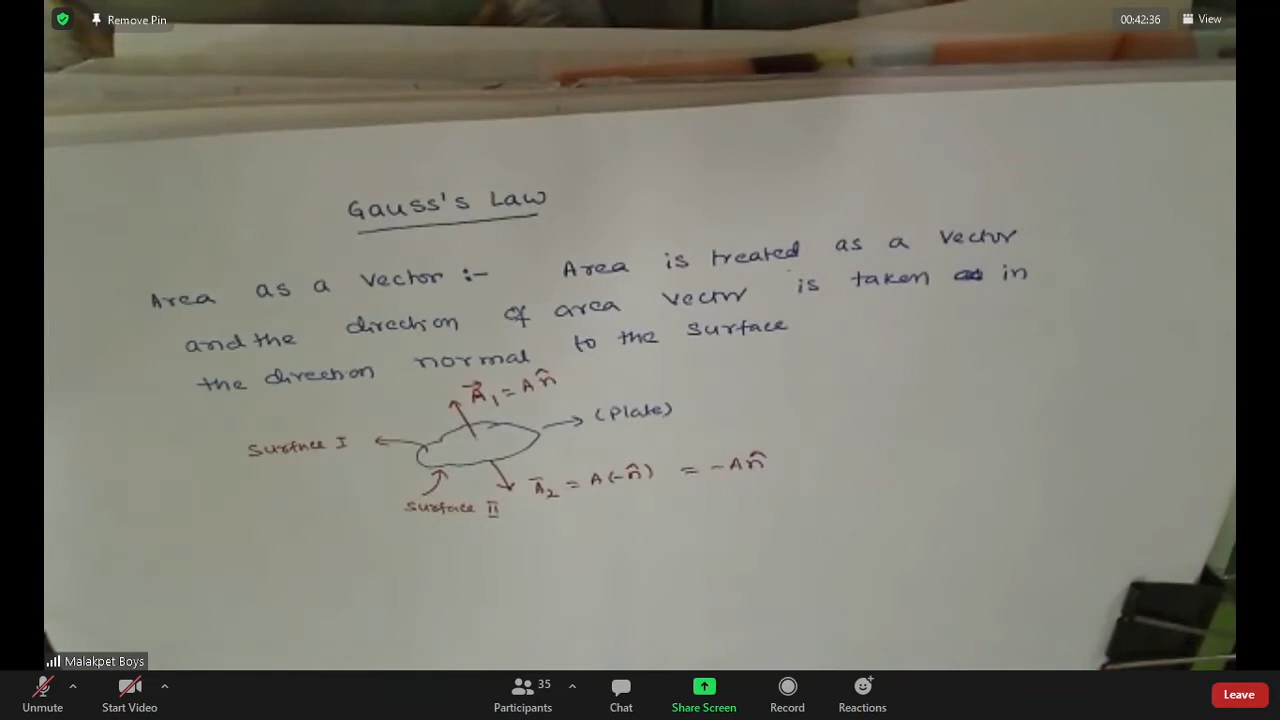 Remove Pin
00:42:36
View
Gauss's Law
Area as a vector :- Area is treated as a vector
and the direction of area vector is taken in
the direction normal to the surface
A⃗₁ = A n̂
(Plate)
Surface I
A̅₂ = A(-n̂) = -A n̂
Surface II
Malakpet Boys
Unmute
Start Video
Participants
35
Chat
Share Screen
Record
Reactions
Leave